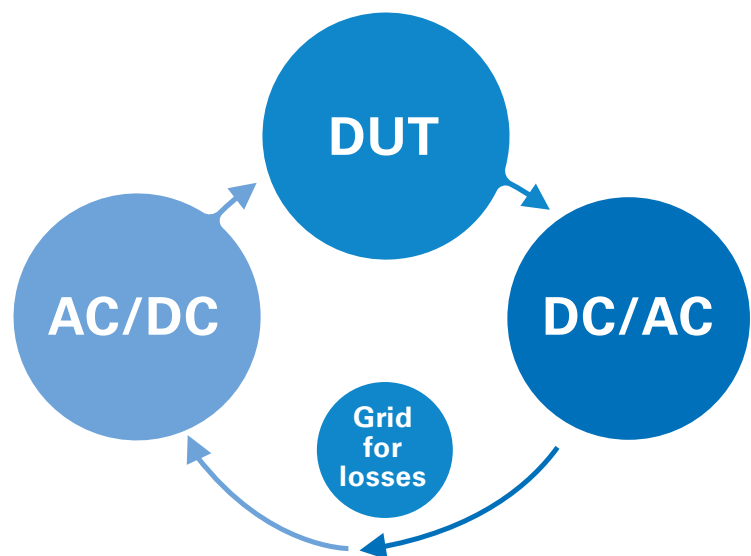 DUT
AC/DC
DC/AC
Grid
for
losses